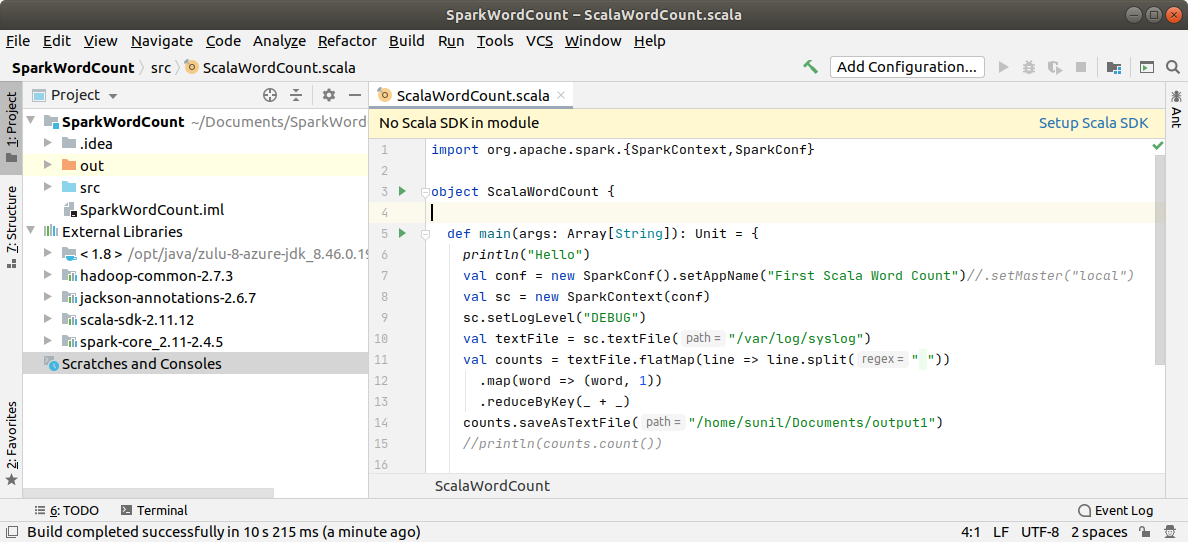 SparkWordCount – ScalaWordCount.scala
File Edit View Navigate Code Analyze Refactor Build Run Tools VCS Window Help
SparkWordCount src ScalaWordCount.scala
Add Configuration...
1: Project
7: Structure
2: Favorites
Project
SparkWordCount ~/Documents/SparkWord
.idea
out
src
SparkWordCount.iml
External Libraries
< 1.8 > /opt/java/zulu-8-azure-jdk_8.46.0.19
hadoop-common-2.7.3
jackson-annotations-2.6.7
scala-sdk-2.11.12
spark-core_2.11-2.4.5
Scratches and Consoles
ScalaWordCount.scala
No Scala SDK in module Setup Scala SDK
1 import org.apache.spark.{SparkContext,SparkConf}
2
3 object ScalaWordCount {
4
5 def main(args: Array[String]): Unit = {
6 println("Hello")
7 val conf = new SparkConf().setAppName("First Scala Word Count")//.setMaster("local")
8 val sc = new SparkContext(conf)
9 sc.setLogLevel("DEBUG")
10 val textFile = sc.textFile( path = "/var/log/syslog")
11 val counts = textFile.flatMap(line => line.split( regex = " "))
12 .map(word => (word, 1))
13 .reduceByKey(_ + _)
14 counts.saveAsTextFile( path = "/home/sunil/Documents/output1")
15 //println(counts.count())
16
ScalaWordCount
Ant
6: TODO Terminal Event Log
Build completed successfully in 10 s 215 ms (a minute ago) 4:1 LF UTF-8 2 spaces